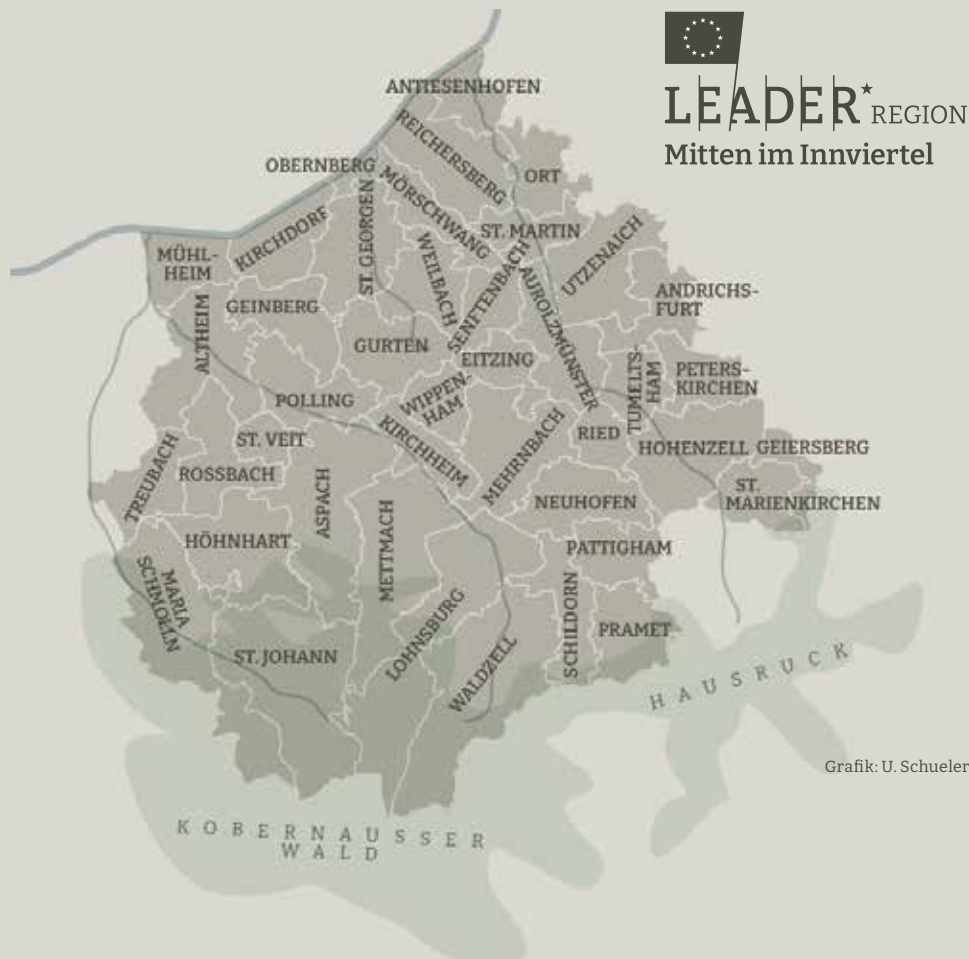 LEADER* REGION
Mitten im Innviertel
ANTIESENHOFEN
REICHERSBERG
OBERNBERG
ORT
MÖRSCHWANG
ST. GEORGEN
ST. MARTIN
KIRCHDORF
UTZENAICH
MÜHL-
HEIM
WEILBACH
SENFTENBACH
AUROLZMÜNSTER
ANDRICHS-
FURT
GEINBERG
ALTHEIM
GURTEN
EITZING
TUMELTS-
HAM
PETERS-
KIRCHEN
POLLING
WIPPEN-
HAM
KIRCHHEIM
MEHRNBACH
RIED
ST. VEIT
HOHENZELL
GEIERSBERG
TREUBACH
ROSSBACH
ASPACH
METTMACH
NEUHOFEN
ST.
MARIENKIRCHEN
HÖHNHART
PATTIGHAM
MARIA
SCHMOLLN
LOHNSBURG
SCHILDORN
PRAMET
ST. JOHANN
WALDZELL
HAUSRUCK
Grafik: U. Schueler
KOBERNAUSSER
WALD